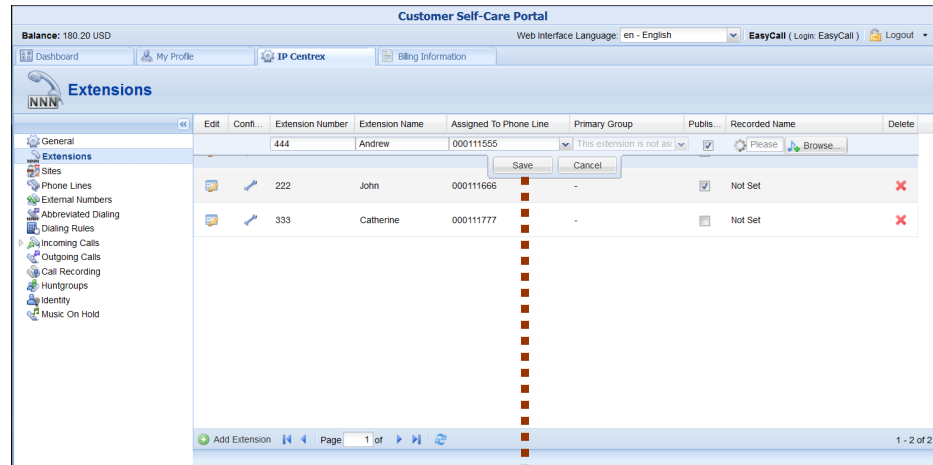 Customer Self-Care Portal
Balance: 180.20 USD Web Interface Language: en - English EasyCall ( Login: EasyCall ) Logout
Dashboard My Profile IP Centrex Billing Information
Extensions
NNN
Edit Confi... Extension Number Extension Name Assigned To Phone Line Primary Group Publis... Recorded Name Delete
General
444 Andrew 000111555 This extension is not as Please Browse...
Extensions
Save Cancel
Sites
Phone Lines
222 John 000111666 - Not Set
External Numbers
Abbreviated Dialing
333 Catherine 000111777 - Not Set
Dialing Rules
Incoming Calls
Outgoing Calls
Call Recording
Huntgroups
Identity
Music On Hold
Add Extension Page 1 of 1 - 2 of 2